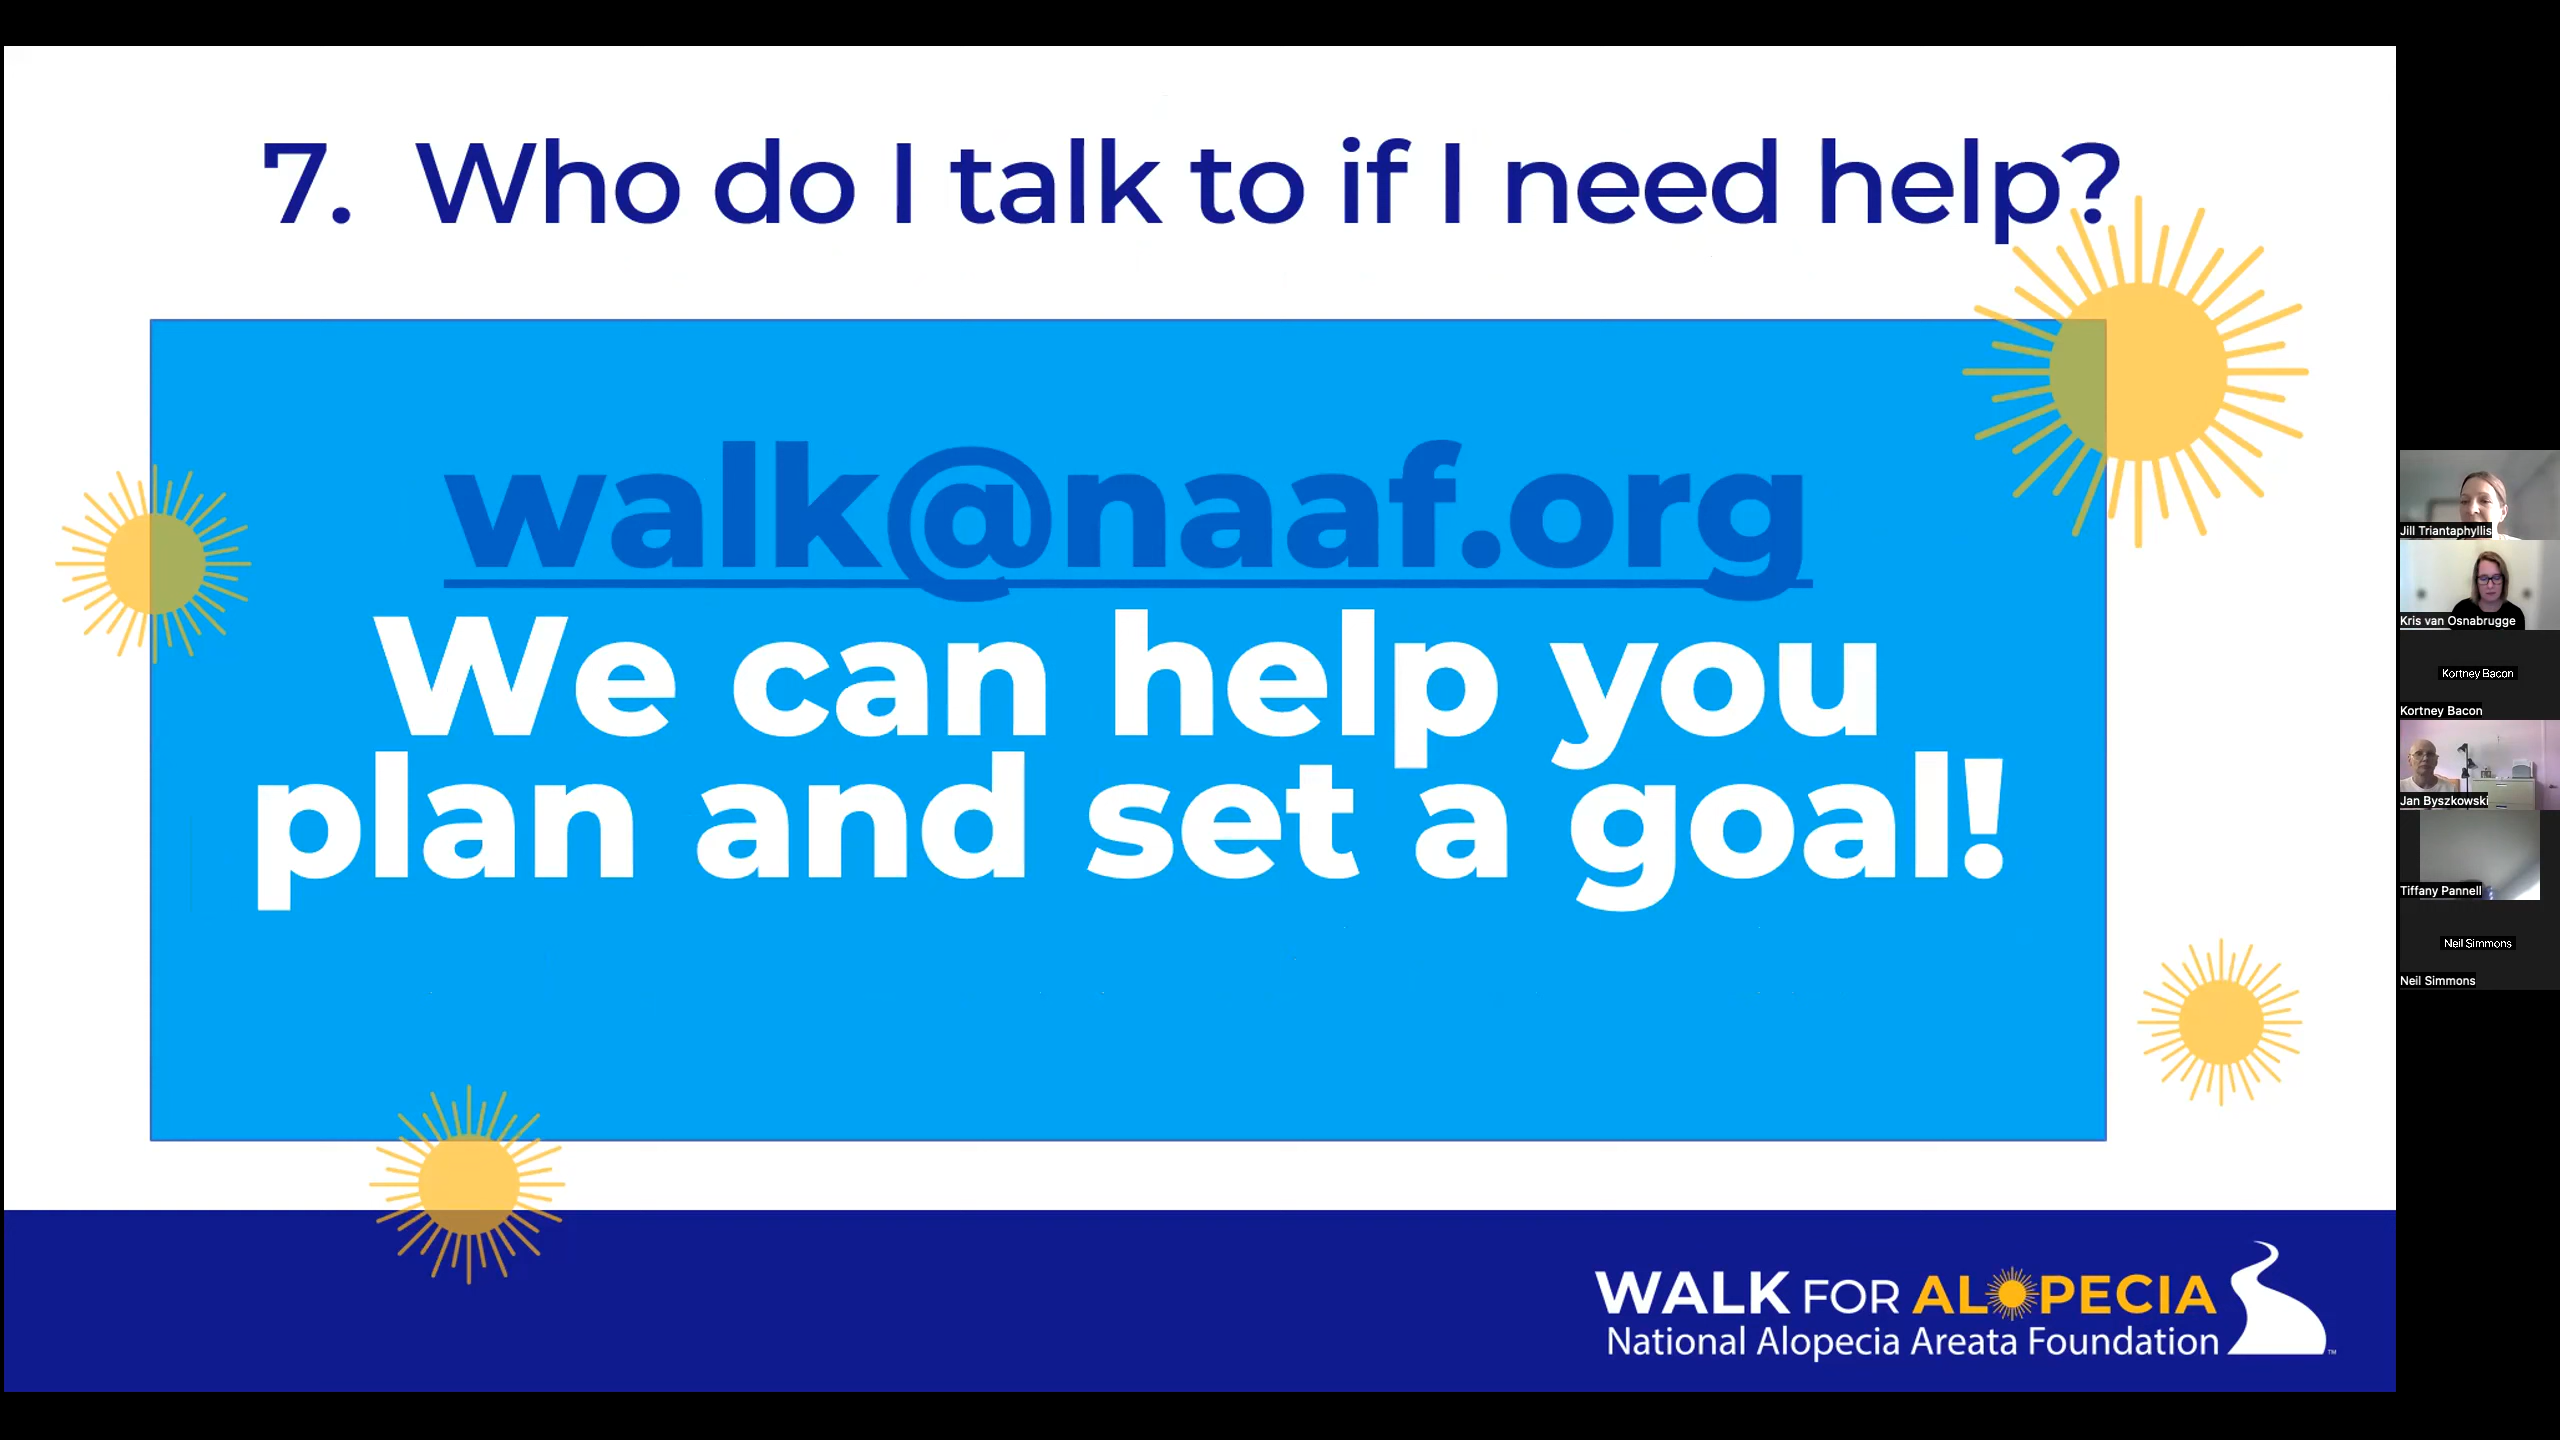 7. Who do I talk to if I need help?
walk@naaf.org
We can help you
plan and set a goal!
WALK FOR ALOPECIA
National Alopecia Areata Foundation™
Jill Triantaphyllis
Kris van Osnabrugge
Kortney Bacon
Kortney Bacon
Jan Byszkowski
Tiffany Pannell
Neil Simmons
Neil Simmons